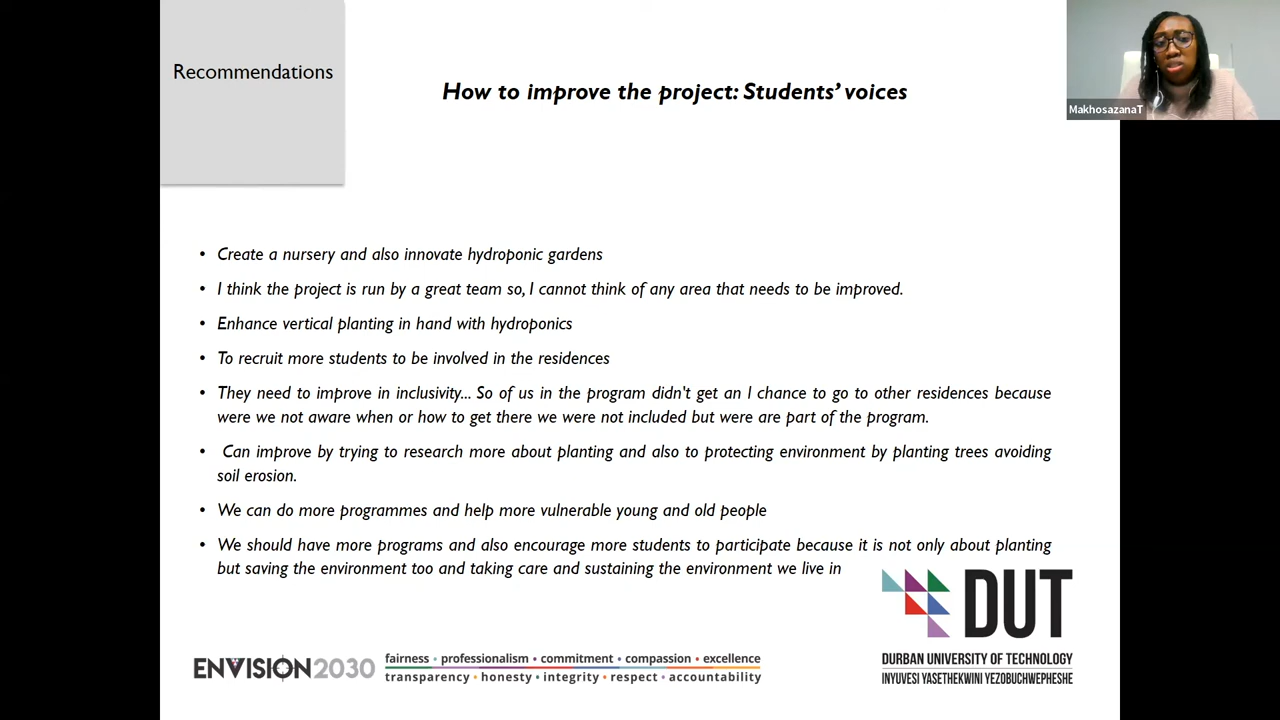 Recommendations
How to improve the project: Students’ voices
MakhosazanaT
• Create a nursery and also innovate hydroponic gardens
• I think the project is run by a great team so, I cannot think of any area that needs to be improved.
• Enhance vertical planting in hand with hydroponics
• To recruit more students to be involved in the residences
• They need to improve in inclusivity... So of us in the program didn't get an I chance to go to other residences because
were we not aware when or how to get there we were not included but were are part of the program.
• Can improve by trying to research more about planting and also to protecting environment by planting trees avoiding
soil erosion.
• We can do more programmes and help more vulnerable young and old people
• We should have more programs and also encourage more students to participate because it is not only about planting
but saving the environment too and taking care and sustaining the environment we live in
DUT
DURBAN UNIVERSITY OF TECHNOLOGY
INYUVESI YASETHEKWINI YEZOBUCHWEPHESHE
ENVISION2030
fairness • professionalism • commitment • compassion • excellence
transparency • honesty • integrity • respect • accountability